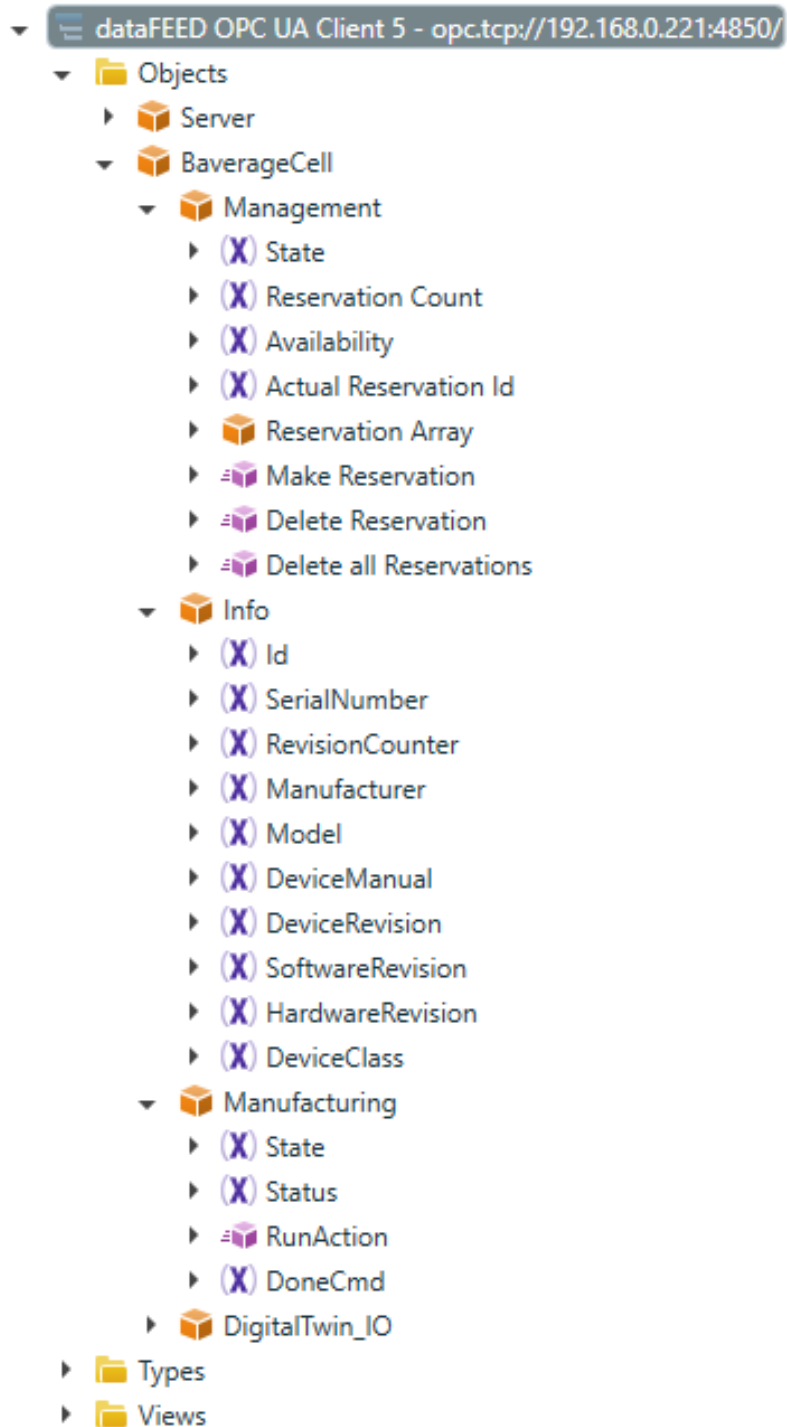 dataFEED OPC UA Client 5 - opc.tcp://192.168.0.221:4850/
Objects
Server
BaverageCell
Management
(X) State
(X) Reservation Count
(X) Availability
(X) Actual Reservation Id
Reservation Array
Make Reservation
Delete Reservation
Delete all Reservations
Info
(X) Id
(X) SerialNumber
(X) RevisionCounter
(X) Manufacturer
(X) Model
(X) DeviceManual
(X) DeviceRevision
(X) SoftwareRevision
(X) HardwareRevision
(X) DeviceClass
Manufacturing
(X) State
(X) Status
RunAction
(X) DoneCmd
DigitalTwin_IO
Types
Views